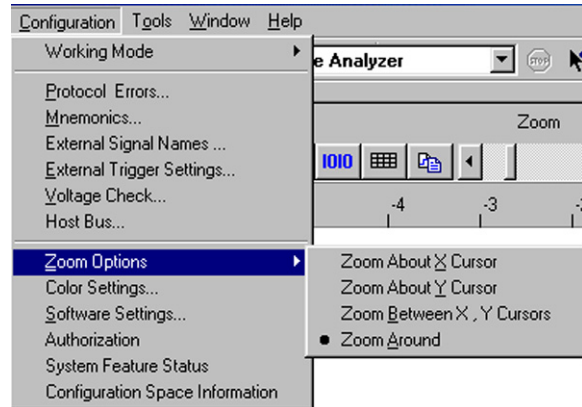 Configuration Tools Window Help
Working Mode
e Analyzer
STOP
Protocol Errors...
Mnemonics...
Zoom
External Signal Names ...
External Trigger Settings...
1010
Voltage Check...
-4 -3
Host Bus...
Zoom Options
Zoom About X Cursor
Color Settings...
Zoom About Y Cursor
Software Settings...
Zoom Between X , Y Cursors
Authorization
Zoom Around
System Feature Status
Configuration Space Information